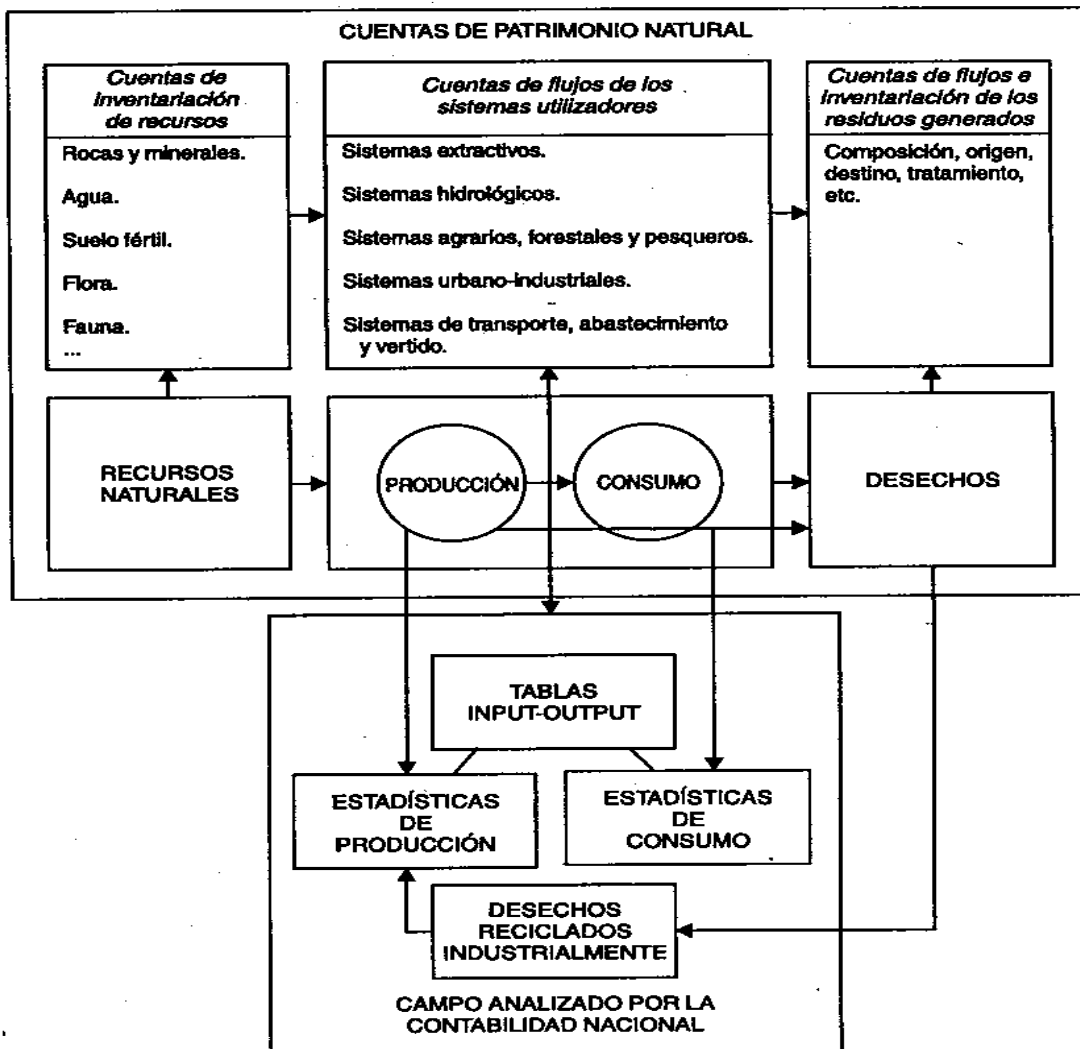 CUENTAS DE PATRIMONIO NATURAL
Cuentas de
inventariación
de recursos
Rocas y minerales.
Agua.
Suelo fértil.
Flora.
Fauna.
...
Cuentas de flujos de los
sistemas utilizadores
Sistemas extractivos.
Sistemas hidrológicos.
Sistemas agrarios, forestales y pesqueros.
Sistemas urbano-industriales.
Sistemas de transporte, abastecimiento
y vertido.
Cuentas de flujos e
inventariación de los
residuos generados
Composición, origen,
destino, tratamiento,
etc.
RECURSOS
NATURALES
PRODUCCIÓN
CONSUMO
DESECHOS
TABLAS
INPUT-OUTPUT
ESTADÍSTICAS
DE
PRODUCCIÓN
ESTADÍSTICAS
DE
CONSUMO
DESECHOS
RECICLADOS
INDUSTRIALMENTE
CAMPO ANALIZADO POR LA
CONTABILIDAD NACIONAL